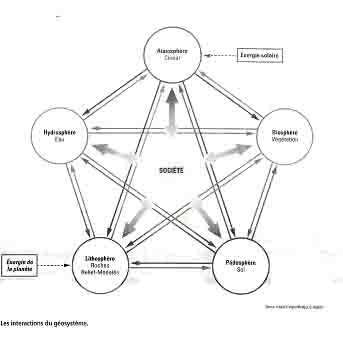 Atmosphère
Climat
Énergie solaire
Hydrosphère
Eau
Biosphère
Végétation
SOCIÉTÉ
Énergie de
la planète
Lithosphère
Roches
Relief-Modelés
Pédosphère
Sol
Les interactions du géosystème.